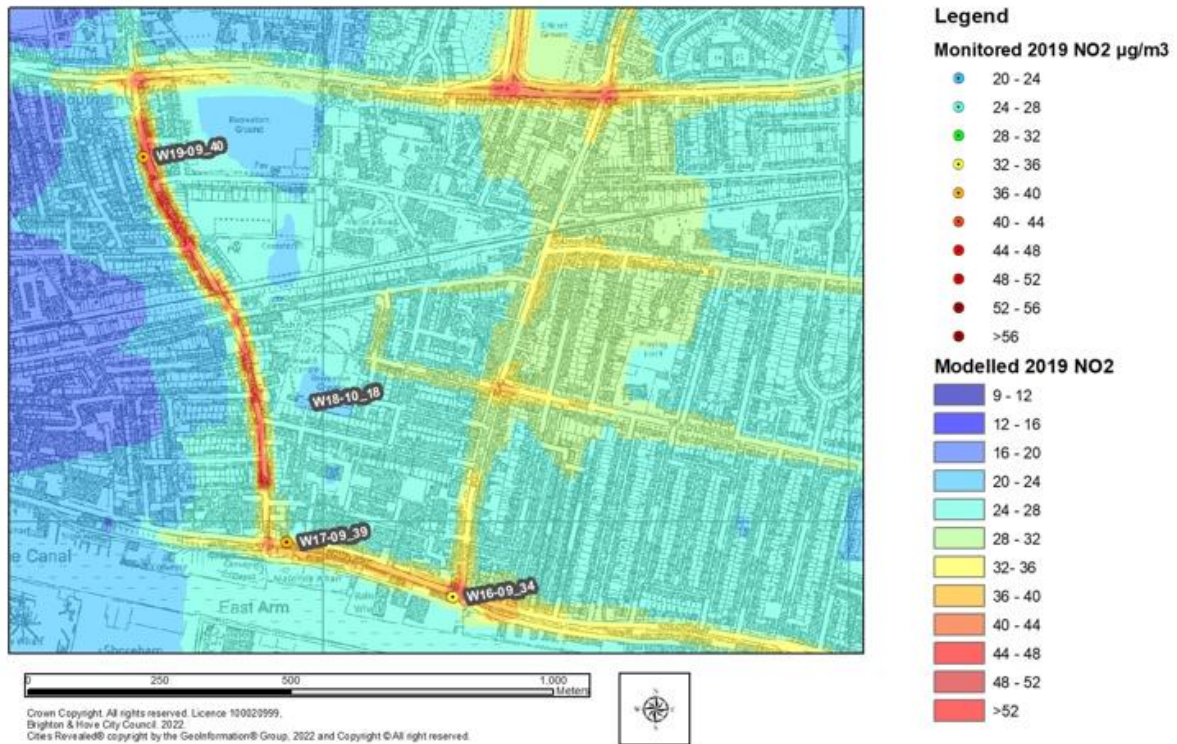 Recreation
Ground
W19-09_40
W18-10_18
W17-09_39
W16-09_34
East Arm
e Canal
0 250 500 1,000
Meters
Crown Copyright. All rights reserved. Licence 100020999,
Brighton & Hove City Council. 2022.
Cities Revealed® copyright by the GeoInformation® Group, 2022 and Copyright © All right reserved.
Legend
Monitored 2019 NO2 µg/m3
20 - 24
24 - 28
28 - 32
32 - 36
36 - 40
40 - 44
44 - 48
48 - 52
52 - 56
>56
Modelled 2019 NO2
9 - 12
12 - 16
16 - 20
20 - 24
24 - 28
28 - 32
32- 36
36 - 40
40 - 44
44 - 48
48 - 52
>52